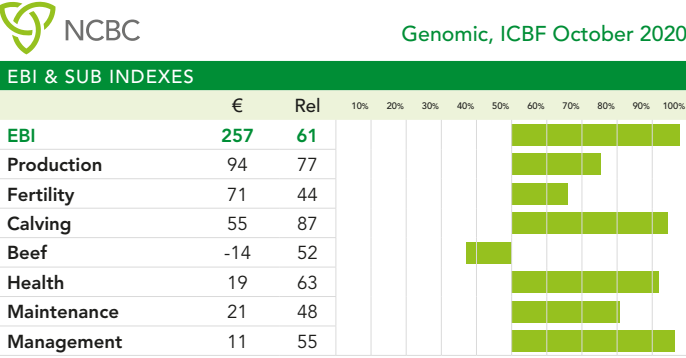 NCBC
Genomic, ICBF October 2020
EBI & SUB INDEXES
€ Rel 10% 20% 30% 40% 50% 60% 70% 80% 90% 100%
EBI 257 61
Production 94 77
Fertility 71 44
Calving 55 87
Beef -14 52
Health 19 63
Maintenance 21 48
Management 11 55